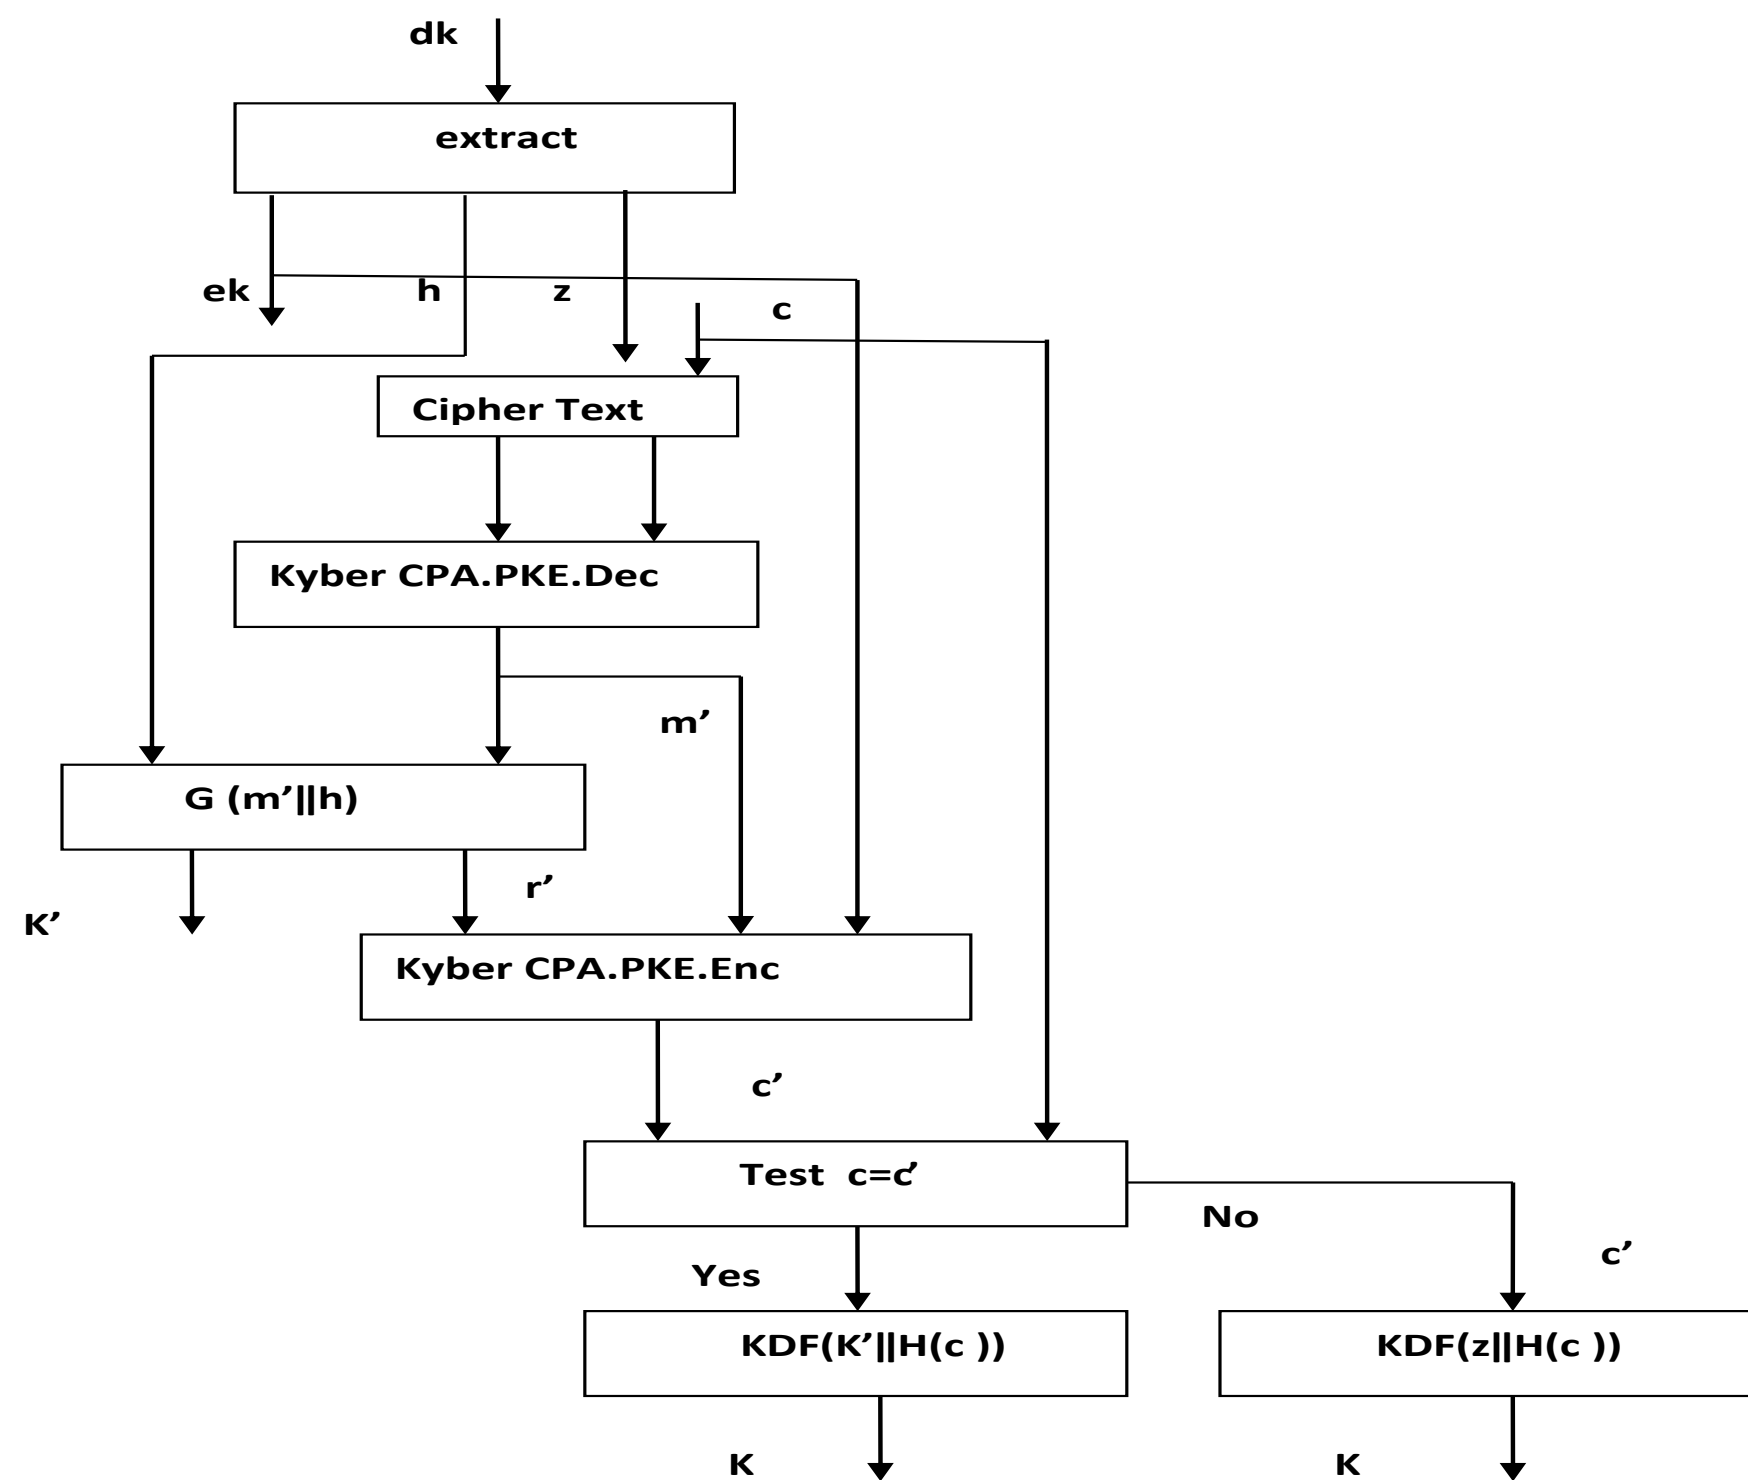 dk
extract
ek
h
z
c
Cipher Text
Kyber CPA.PKE.Dec
m’
G (m’||h)
r’
K’
Kyber CPA.PKE.Enc
c’
Test  c=c’
No
c’
Yes
KDF(K’||H(c ))
KDF(z||H(c ))
K
K